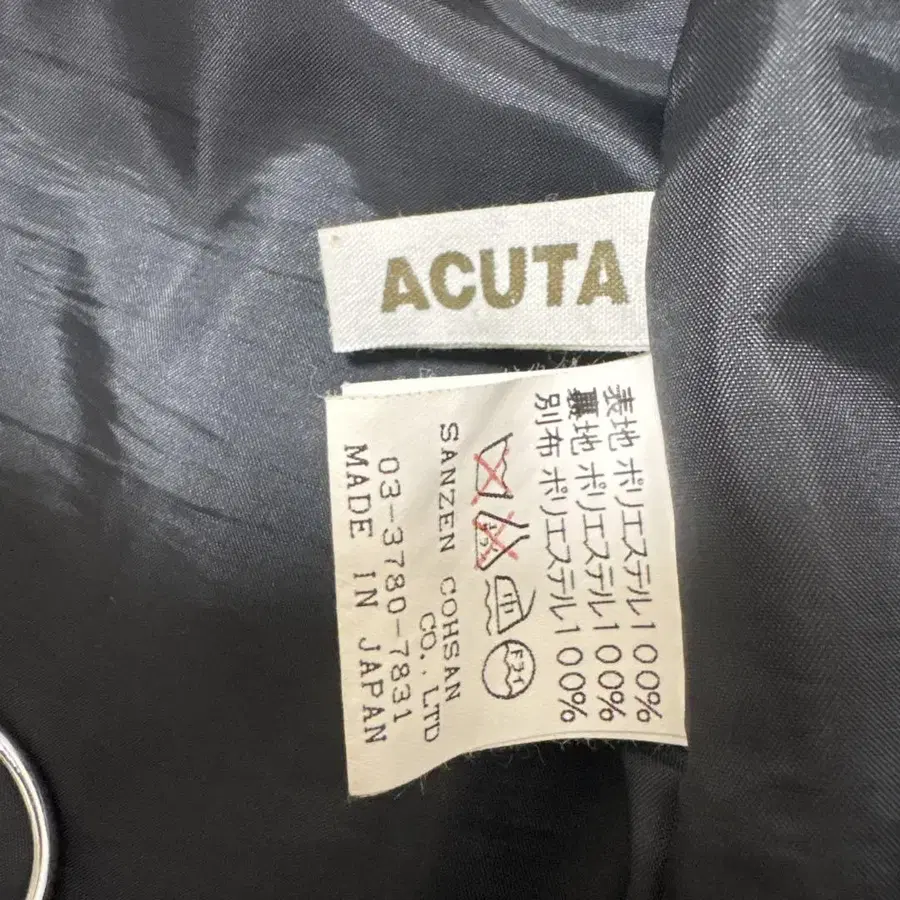 ACUTA
表地 ポリエステル100%
裏地 ポリエステル100%
別布 ポリエステル100%
SANZEN COHSAN
CO.,LTD
03-3780-7831
MADE IN JAPAN